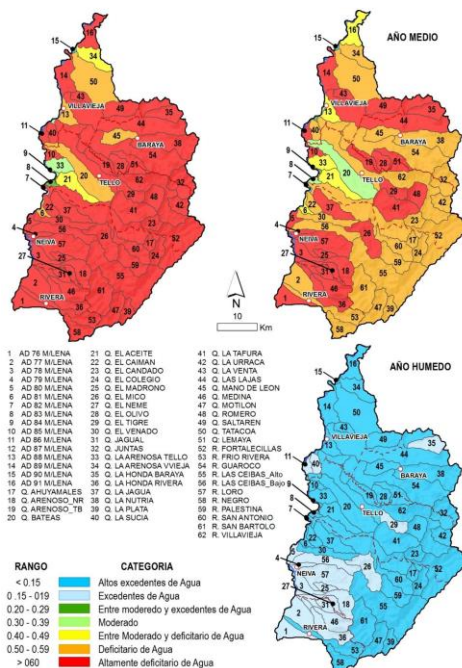 AÑO MEDIO
VILLAVIEJA
BARAYA
TELLO
NEIVA
RIVERA
VILLAVIEJA
BARAYA
TELLO
NEIVA
RIVERA
10
Km
AÑO HUMEDO
VILLAVIEJA
BARAYA
TELLO
NEIVA
RIVERA
1 AD 76 M/LENA
2 AD 77 M/LENA
3 AD 78 M/LENA
4 AD 79 M/LENA
5 AD 80 M/LENA
6 AD 81 M/LENA
7 AD 82 M/LENA
8 AD 83 M/LENA
9 AD 84 M/LENA
10 AD 85 M/LENA
11 AD 86 M/LENA
12 AD 87 M/LENA
13 AD 88 M/LENA
14 AD 89 M/LENA
15 AD 90 M/LENA
16 AD 91 M/LENA
17 Q. AHUYAMALES
18 Q. ARENOSO_NR
19 Q. ARENOSO_TB
20 Q. BATEAS
21 Q. EL ACEITE
22 Q. EL CAIMAN
23 Q. EL CANDADO
24 Q. EL COLEGIO
25 Q. EL MADRONO
26 Q. EL MICO
27 Q. EL NEME
28 Q. EL OLIVO
29 Q. EL TIGRE
30 Q. EL VENADO
31 Q. JAGUAL
32 Q. JUNTAS
33 Q. LA ARENOSA TELLO
34 Q. LA ARENOSA VVIEJA
35 Q. LA HONDA BARAYA
36 Q. LA HONDA RIVERA
37 Q. LA JAGUA
38 Q. LA NUTRIA
39 Q. LA PLATA
40 Q. LA SUCIA
41 Q. LA TAFURA
42 Q. LA URRACA
43 Q. LA VENTA
44 Q. LAS LAJAS
45 Q. MANO DE LEON
46 Q. MEDINA
47 Q. MOTILON
48 Q. ROMERO
49 Q. SALTAREN
50 Q. TATACOA
51 Q. LEMAYA
52 R. FORTALECILLAS
53 R. FRIO RIVERA
54 R. GUAROCO
55 R. LAS CEIBAS_Alto
56 R. LAS CEIBAS_Bajo
57 R. LORO
58 R. NEGRO
59 R. PALESTINA
60 R. SAN ANTONIO
61 R. SAN BARTOLO
62 R. VILLAVIEJA
RANGO CATEGORIA
< 0.15 Altos excedentes de Agua
0 .15 -019 Excedentes de Agua
0.20 - 0.29 Entre moderado y excedentes de Agua
0.30 - 0.39 Moderado
0.40 - 0.49 Entre Moderado y deficitario de Agua
0.50 - 0.59 Deficitario de Agua
> 060 Altamente deficitario de Agua